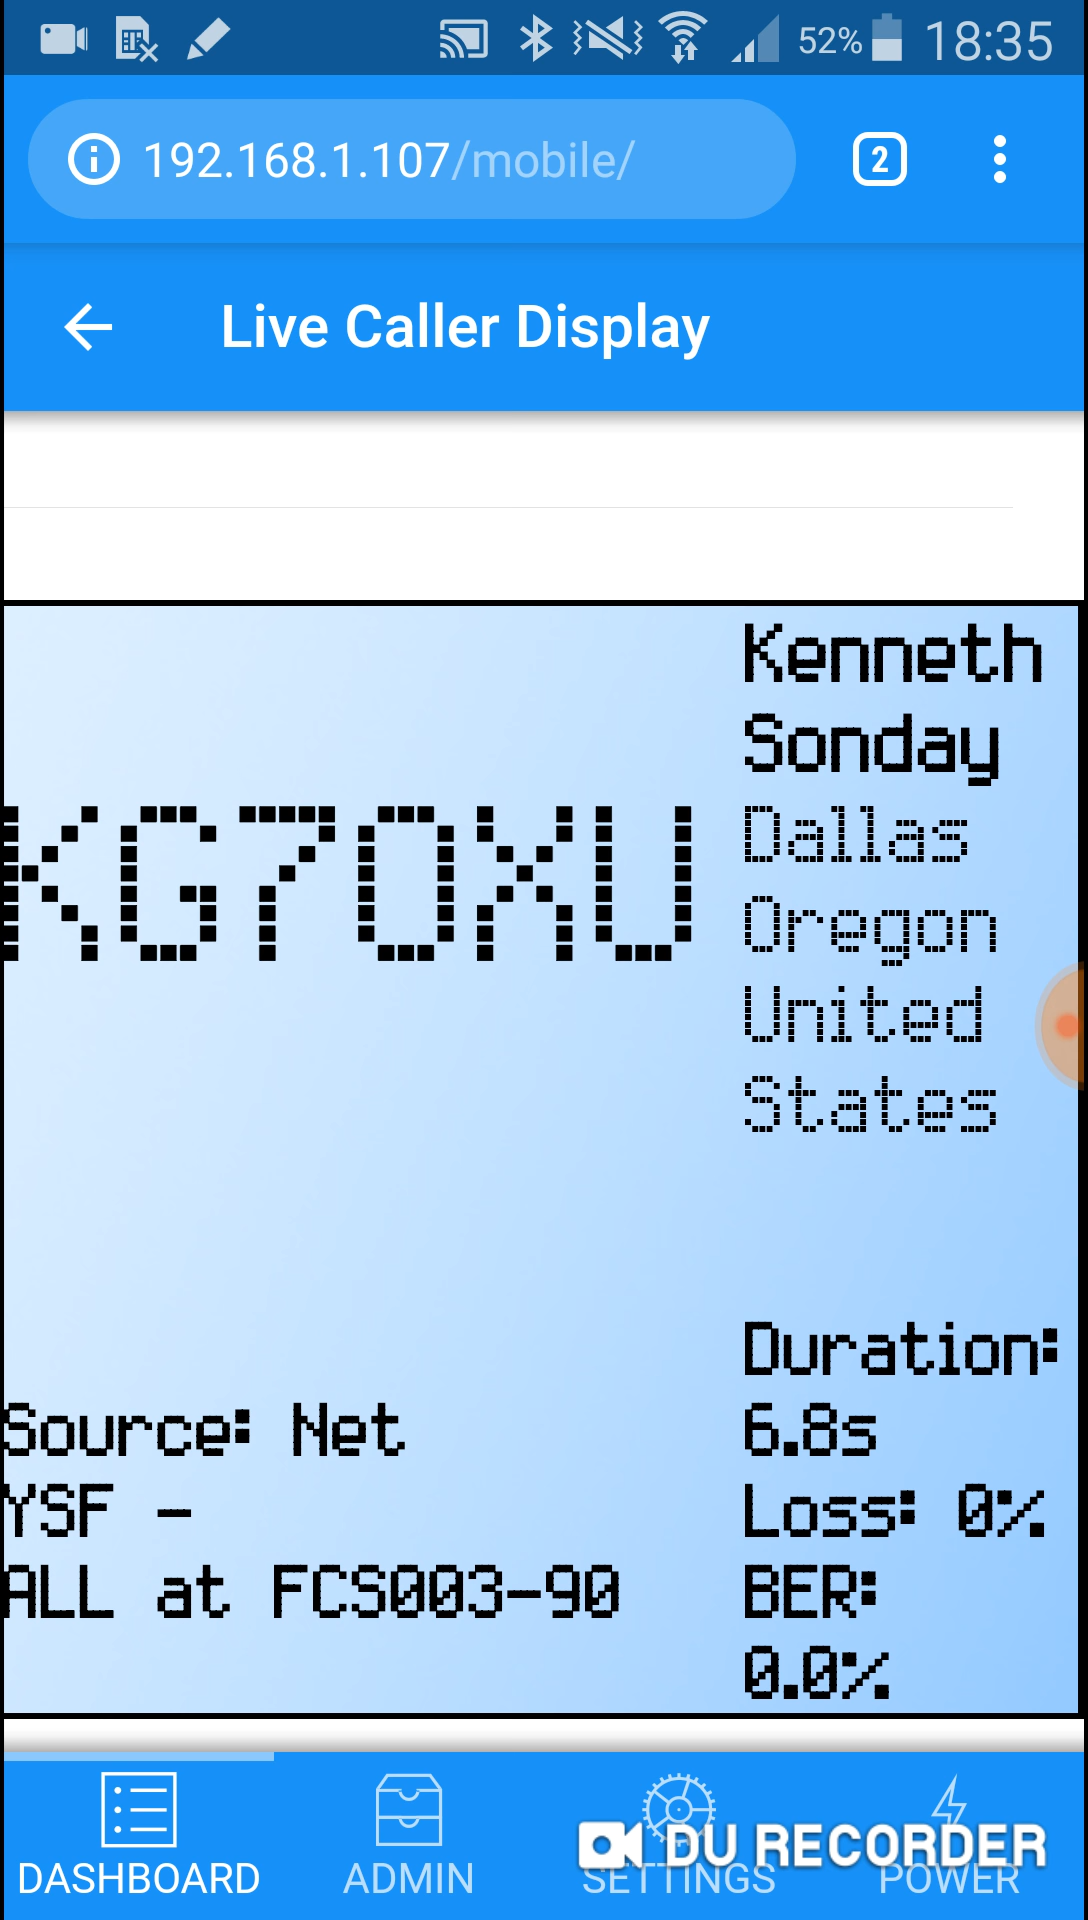 52% 18:35
192.168.1.107/mobile/
2
Live Caller Display
Kenneth
Sonday
KG7OXU
Dallas
Oregon
United
States
Duration:
6.8s
Source: Net
YSF -
Loss: 0%
ALL at FCS003-90
BER:
0.0%
DU RECORDER
DASHBOARD ADMIN SETTINGS POWER